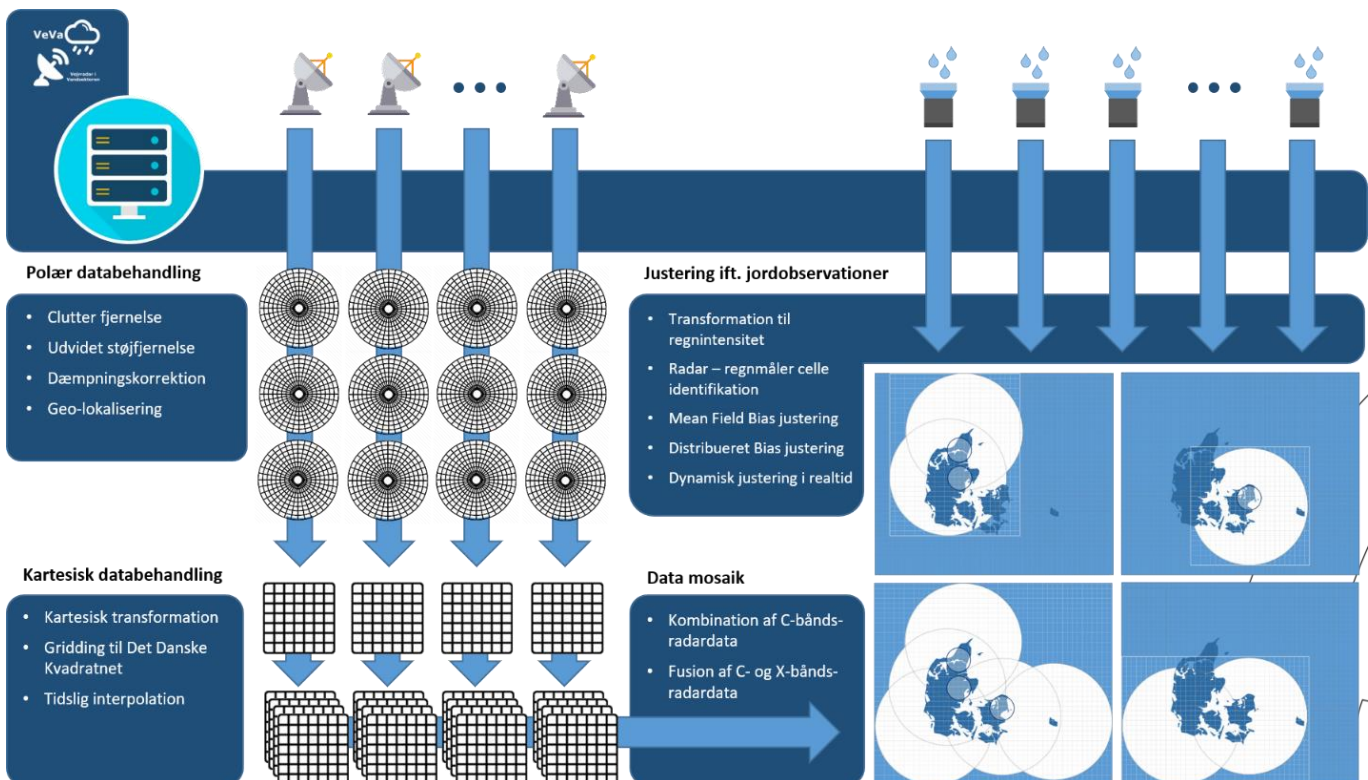 VeVa
Vejrradar i
Vandsektoren
Polær databehandling
• Clutter fjernelse
• Udvidet støjfjernelse
• Dæmpningskorrektion
• Geo-lokalisering
Justering ift. jordobservationer
• Transformation til
regnintensitet
• Radar – regnmåler celle
identifikation
• Mean Field Bias justering
• Distribueret Bias justering
• Dynamisk justering i realtid
Kartesisk databehandling
• Kartesisk transformation
• Gridding til Det Danske
Kvadratnet
• Tidslig interpolation
Data mosaik
• Kombination af C-bånds-
radardata
• Fusion af C- og X-bånds-
radardata